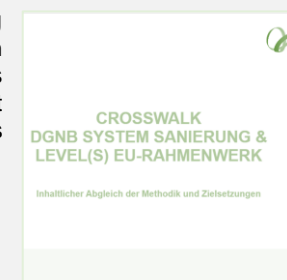 CROSSWALK
DGNB SYSTEM SANIERUNG &
LEVEL(S) EU-RAHMENWERK
Inhaltlicher Abgleich der Methodik und Zielsetzungen